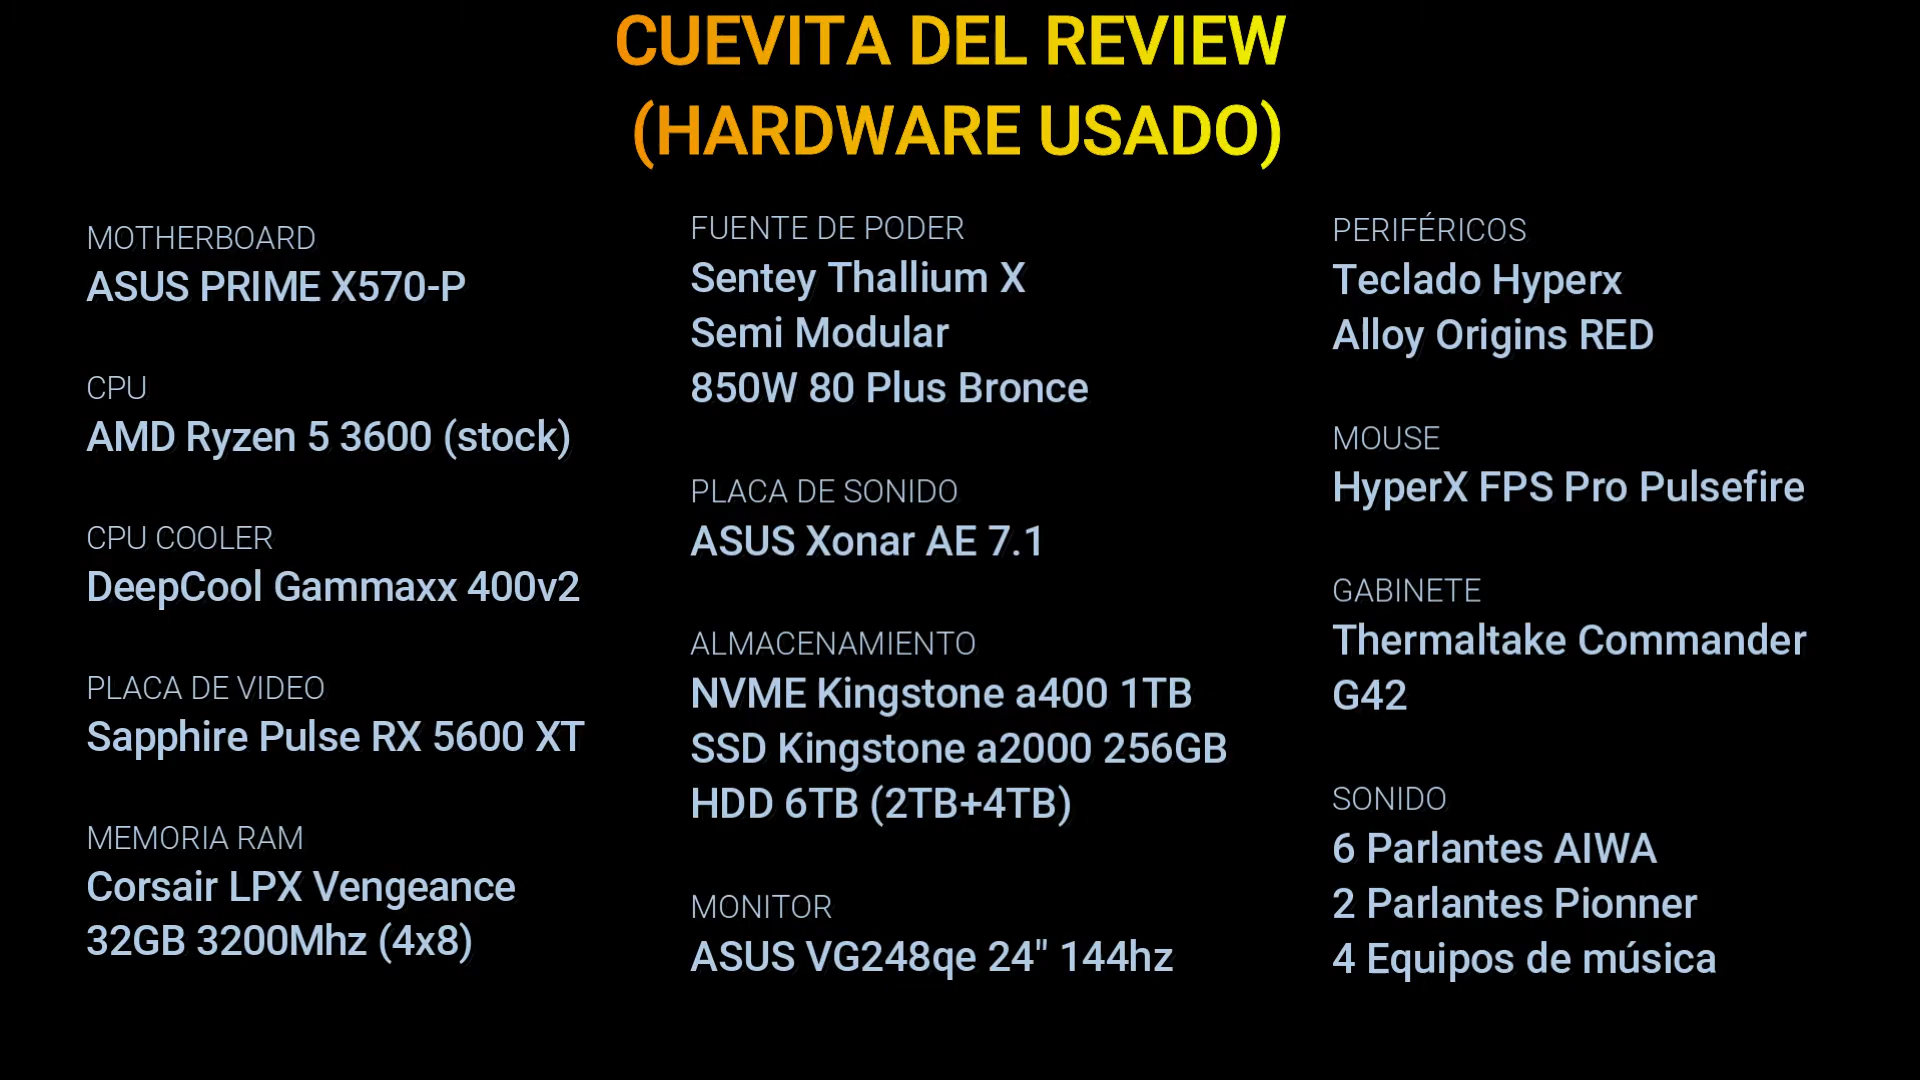 CUEVITA DEL REVIEW
(HARDWARE USADO)
MOTHERBOARD
ASUS PRIME X570-P
CPU
AMD Ryzen 5 3600 (stock)
CPU COOLER
DeepCool Gammaxx 400v2
PLACA DE VIDEO
Sapphire Pulse RX 5600 XT
MEMORIA RAM
Corsair LPX Vengeance
32GB 3200Mhz (4x8)
FUENTE DE PODER
Sentey Thallium X
Semi Modular
850W 80 Plus Bronce
PLACA DE SONIDO
ASUS Xonar AE 7.1
ALMACENAMIENTO
NVME Kingstone a400 1TB
SSD Kingstone a2000 256GB
HDD 6TB (2TB+4TB)
MONITOR
ASUS VG248qe 24" 144hz
PERIFÉRICOS
Teclado Hyperx
Alloy Origins RED
MOUSE
HyperX FPS Pro Pulsefire
GABINETE
Thermaltake Commander
G42
SONIDO
6 Parlantes AIWA
2 Parlantes Pionner
4 Equipos de música